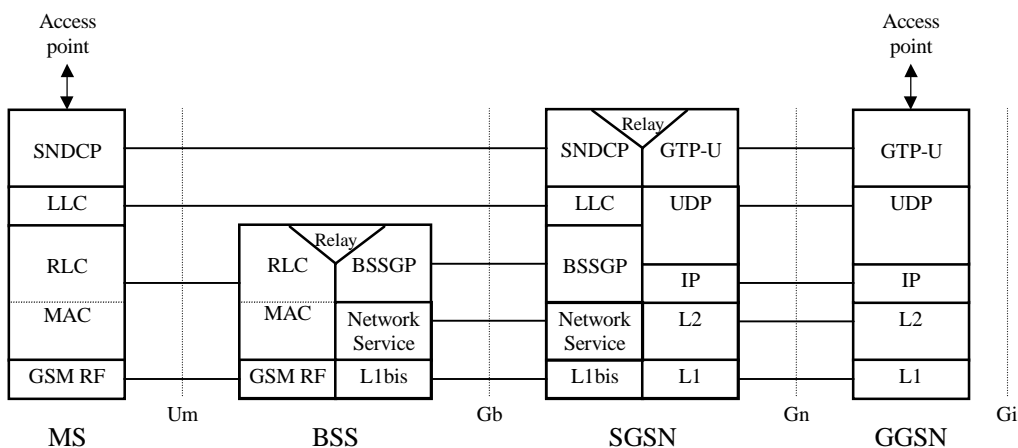 Access
point
Access
point
Relay
SNDCP
SNDCP
GTP-U
GTP-U
LLC
LLC
UDP
UDP
Relay
RLC
RLC
BSSGP
BSSGP
IP
IP
MAC
MAC
Network
Service
Network
Service
L2
L2
GSM RF
GSM RF
L1bis
L1bis
L1
L1
Um
Gb
Gn
Gi
MS
BSS
SGSN
GGSN